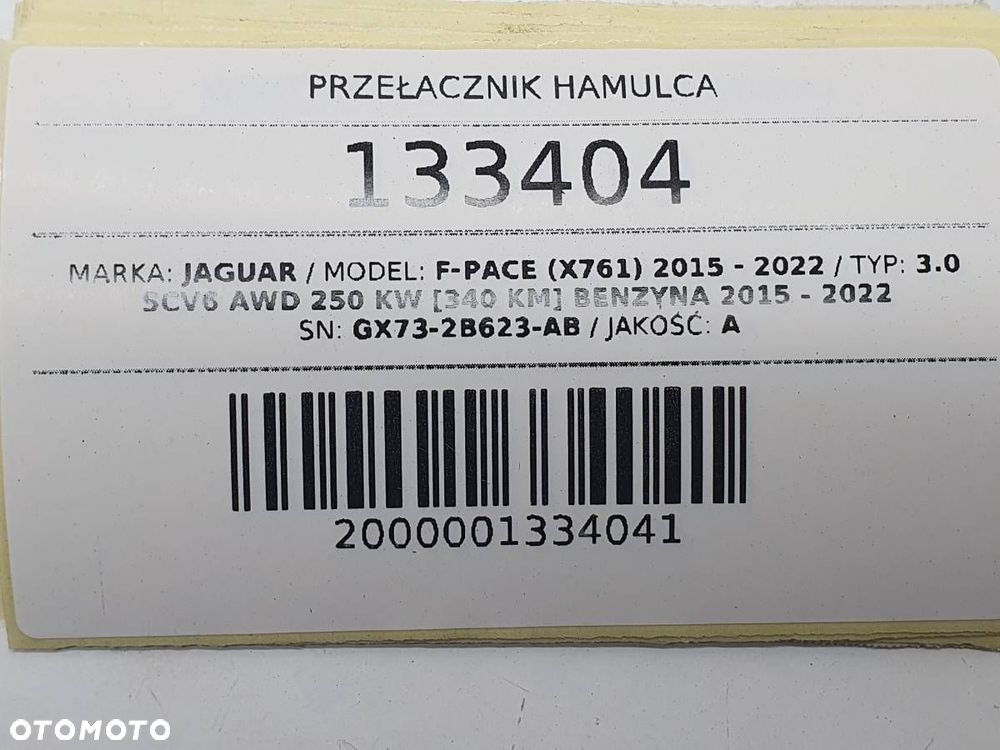 PRZEŁACZNIK HAMULCA
133404
MARKA: JAGUAR / MODEL: F-PACE (X761) 2015 - 2022 / TYP: 3.0
SCV6 AWD 250 KW [340 KM] BENZYNA 2015 - 2022
SN: GX73-2B623-AB / JAKOŚĆ: A
2000001334041
OTOMOTO